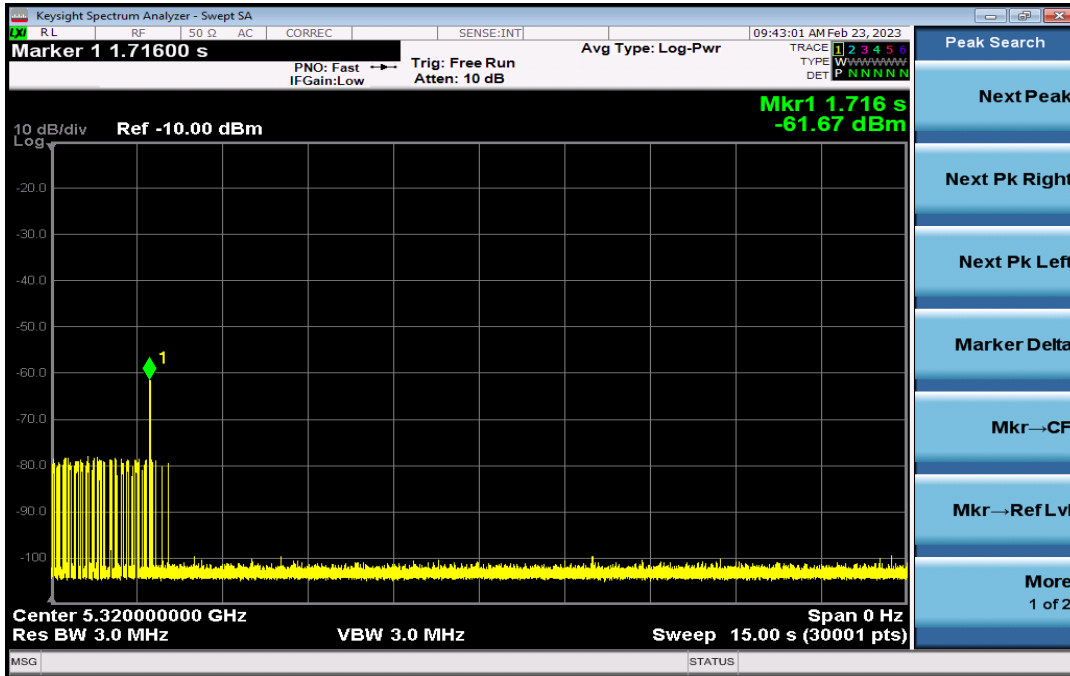 Keysight Spectrum Analyzer - Swept SA
LXI RL RF 50 Ω AC CORREC SENSE:INT 09:43:01 AM Feb 23, 2023
Marker 1 1.71600 s
PNO: Fast
IFGain:Low
Trig: Free Run
Atten: 10 dB
Avg Type: Log-Pwr
TRACE 1 2 3 4 5 6
TYPE WWWWWW
DET P N N N N N
Peak Search
Mkr1 1.716 s
-61.67 dBm
10 dB/div Ref -10.00 dBm
Log
-20.0
-30.0
-40.0
-50.0
-60.0
-70.0
-80.0
-90.0
-100
1
Center 5.320000000 GHz Span 0 Hz
Res BW 3.0 MHz VBW 3.0 MHz Sweep 15.00 s (30001 pts)
MSG STATUS
Next Peak
Next Pk Right
Next Pk Left
Marker Delta
Mkr→CF
Mkr→Ref Lvl
More
1 of 2